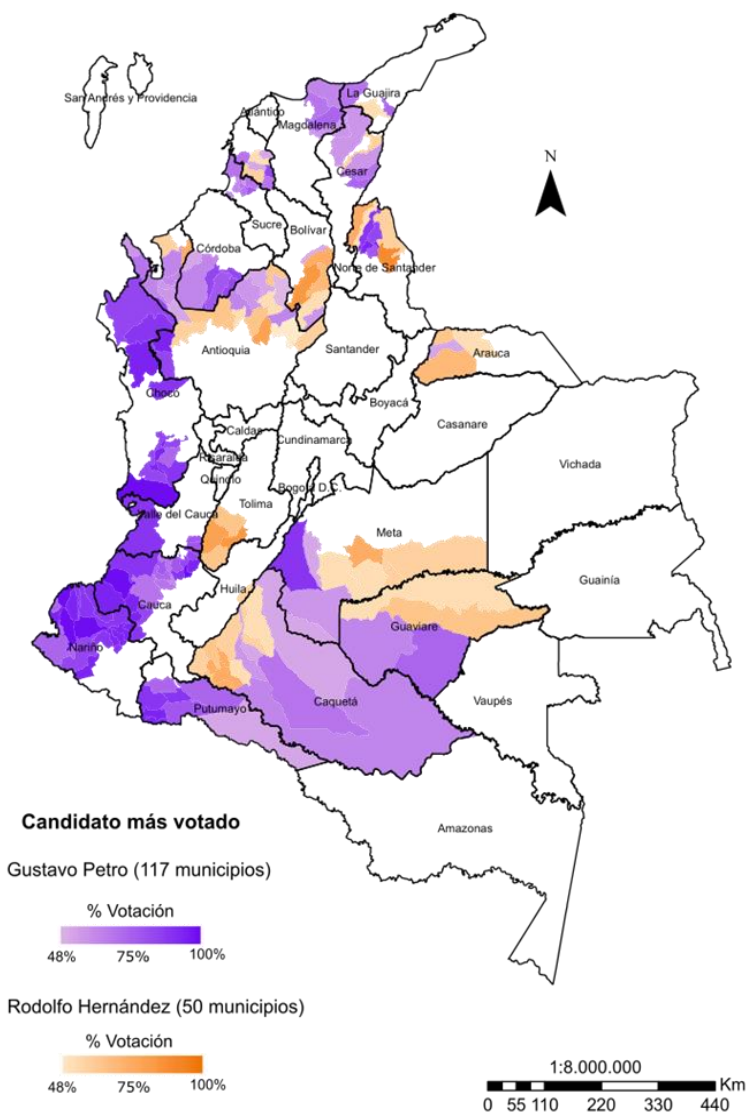 San Andrés y Providencia
La Guajira
Atlántico
Magdalena
N
Cesar
Sucre
Bolívar
Córdoba
Norte de Santander
Antioquia
Santander
Arauca
Boyacá
Chocó
Casanare
Caldas
Cundinamarca
Risaralda
Vichada
Quindío
Bogotá D.C.
Tolima
Valle del Cauca
Meta
Guainía
Huila
Cauca
Guaviare
Nariño
Vaupés
Caquetá
Putumayo
Amazonas
Candidato más votado
Gustavo Petro (117 municipios)
% Votación
48% 75% 100%
Rodolfo Hernández (50 municipios)
% Votación
48% 75% 100%
1:8.000.000
Km
0 55 110 220 330 440